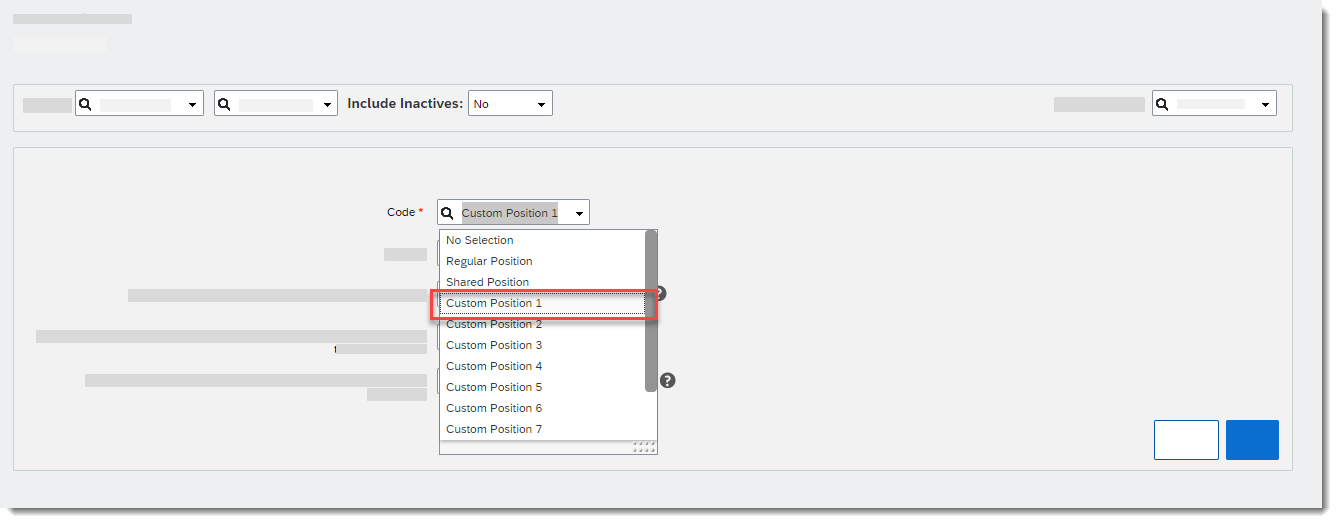 Include Inactives: No
Code * Custom Position 1
No Selection
Regular Position
Shared Position
Custom Position 1
Custom Position 2
Custom Position 3
Custom Position 4
Custom Position 5
Custom Position 6
Custom Position 7